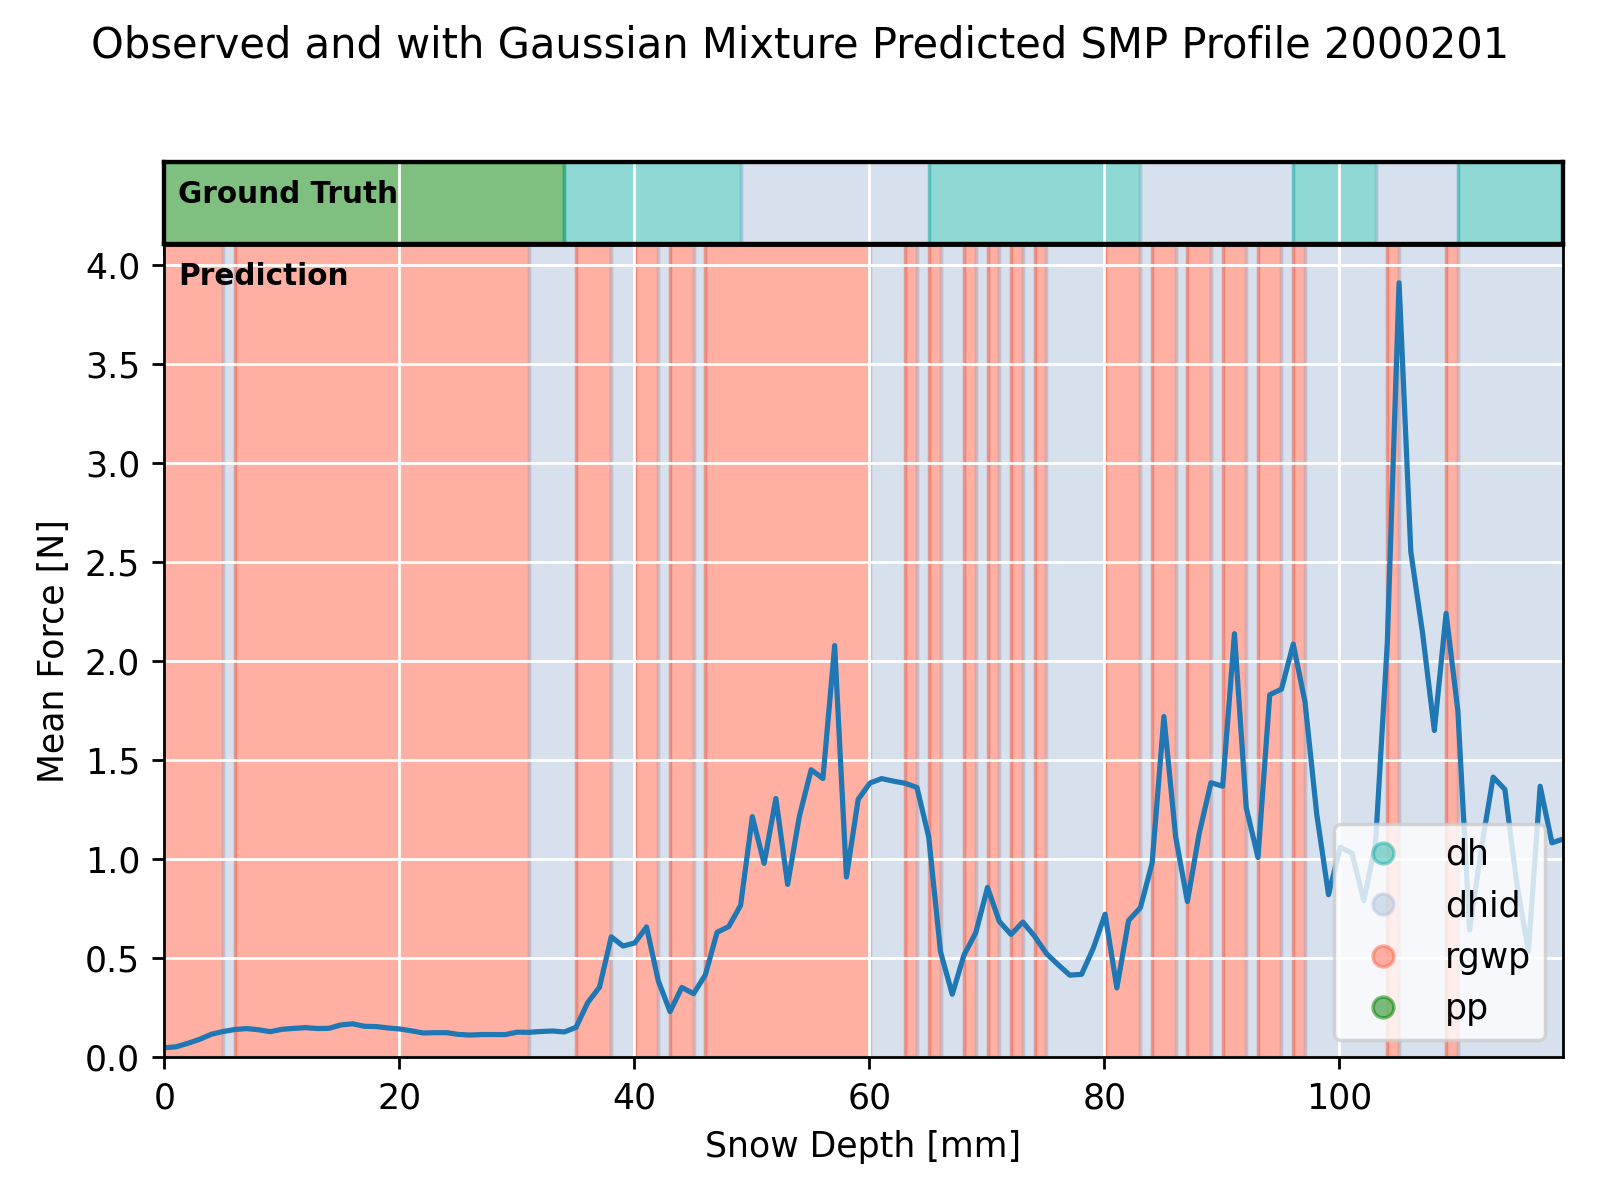 Observed and with Gaussian Mixture Predicted SMP Profile 2000201
Ground Truth
Prediction
4.0
3.5
3.0
2.5
2.0
1.5
1.0
0.5
0.0
Mean Force [N]
dh
dhid
rgwp
pp
0 20 40 60 80 100
Snow Depth [mm]